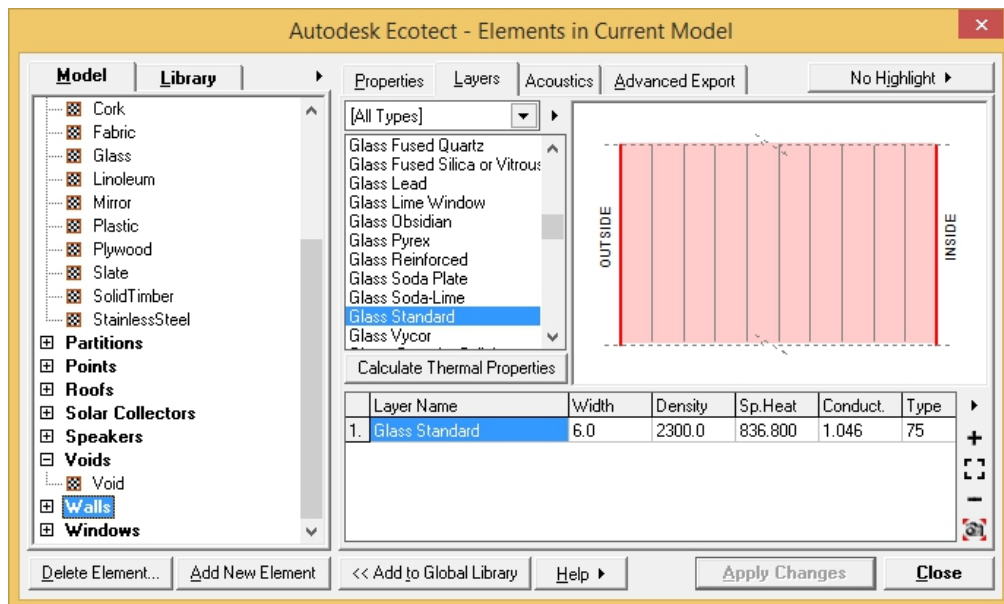 Autodesk Ecotect - Elements in Current Model
Model
Library
Properties
Layers
Acoustics
Advanced Export
No Highlight
Cork
Fabric
Glass
Linoleum
Mirror
Plastic
Plywood
Slate
SolidTimber
StainlessSteel
Partitions
Points
Roofs
Solar Collectors
Speakers
Voids
Void
Walls
Windows
[All Types]
Glass Fused Quartz
Glass Fused Silica or Vitrous
Glass Lead
Glass Lime Window
Glass Obsidian
Glass Pyrex
Glass Reinforced
Glass Soda Plate
Glass Soda-Lime
Glass Standard
Glass Vycor
Calculate Thermal Properties
OUTSIDE
INSIDE
Layer Name Width Density Sp.Heat Conduct. Type
1. Glass Standard 6.0 2300.0 836.800 1.046 75
Delete Element...
Add New Element
<< Add to Global Library
Help
Apply Changes
Close